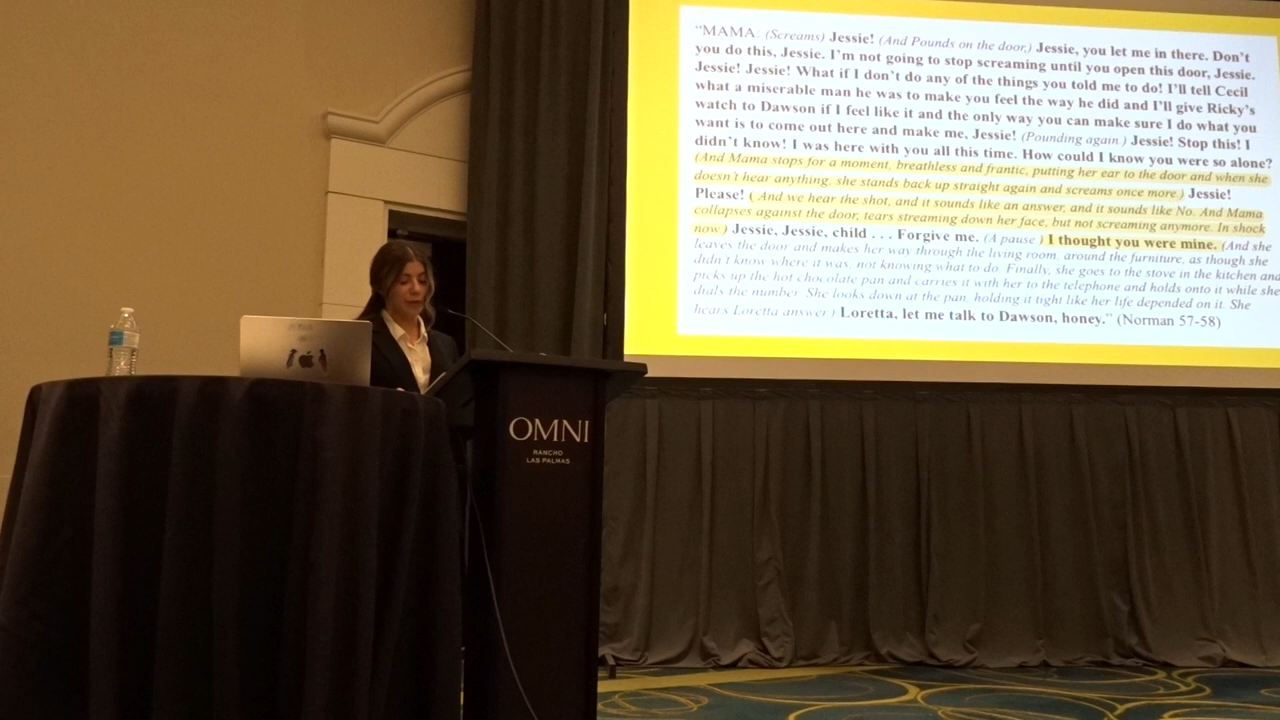 “MAMA: (Screams) Jessie! (And Pounds on the door,) Jessie, you let me in there. Don’t
you do this, Jessie. I’m not going to stop screaming until you open this door, Jessie.
Jessie! Jessie! What if I don’t do any of the things you told me to do! I’ll tell Cecil
what a miserable man he was to make you feel the way he did and I’ll give Ricky’s
watch to Dawson if I feel like it and the only way you can make sure I do what you
want is to come out here and make me, Jessie! (Pounding again.) Jessie! Stop this! I
didn’t know! I was here with you all this time. How could I know you were so alone?
(And Mama stops for a moment, breathless and frantic, putting her ear to the door and when she
doesn’t hear anything, she stands back up straight again and screams once more.) Jessie!
Please! ( And we hear the shot, and it sounds like an answer, and it sounds like No. And Mama
collapses against the door, tears streaming down her face, but not screaming anymore. In shock
now.) Jessie, Jessie, child . . . Forgive me. (A pause.) I thought you were mine. (And she
leaves the door and makes her way through the living room, around the furniture, as though she
didn’t know where it was, not knowing what to do. Finally, she goes to the stove in the kitchen and
picks up the hot chocolate pan and carries it with her to the telephone and holds onto it while she
dials the number. She looks down at the pan, holding it tight like her life depended on it. She
hears Loretta answer.) Loretta, let me talk to Dawson, honey.” (Norman 57-58)
OMNI
RANCHO
LAS PALMAS